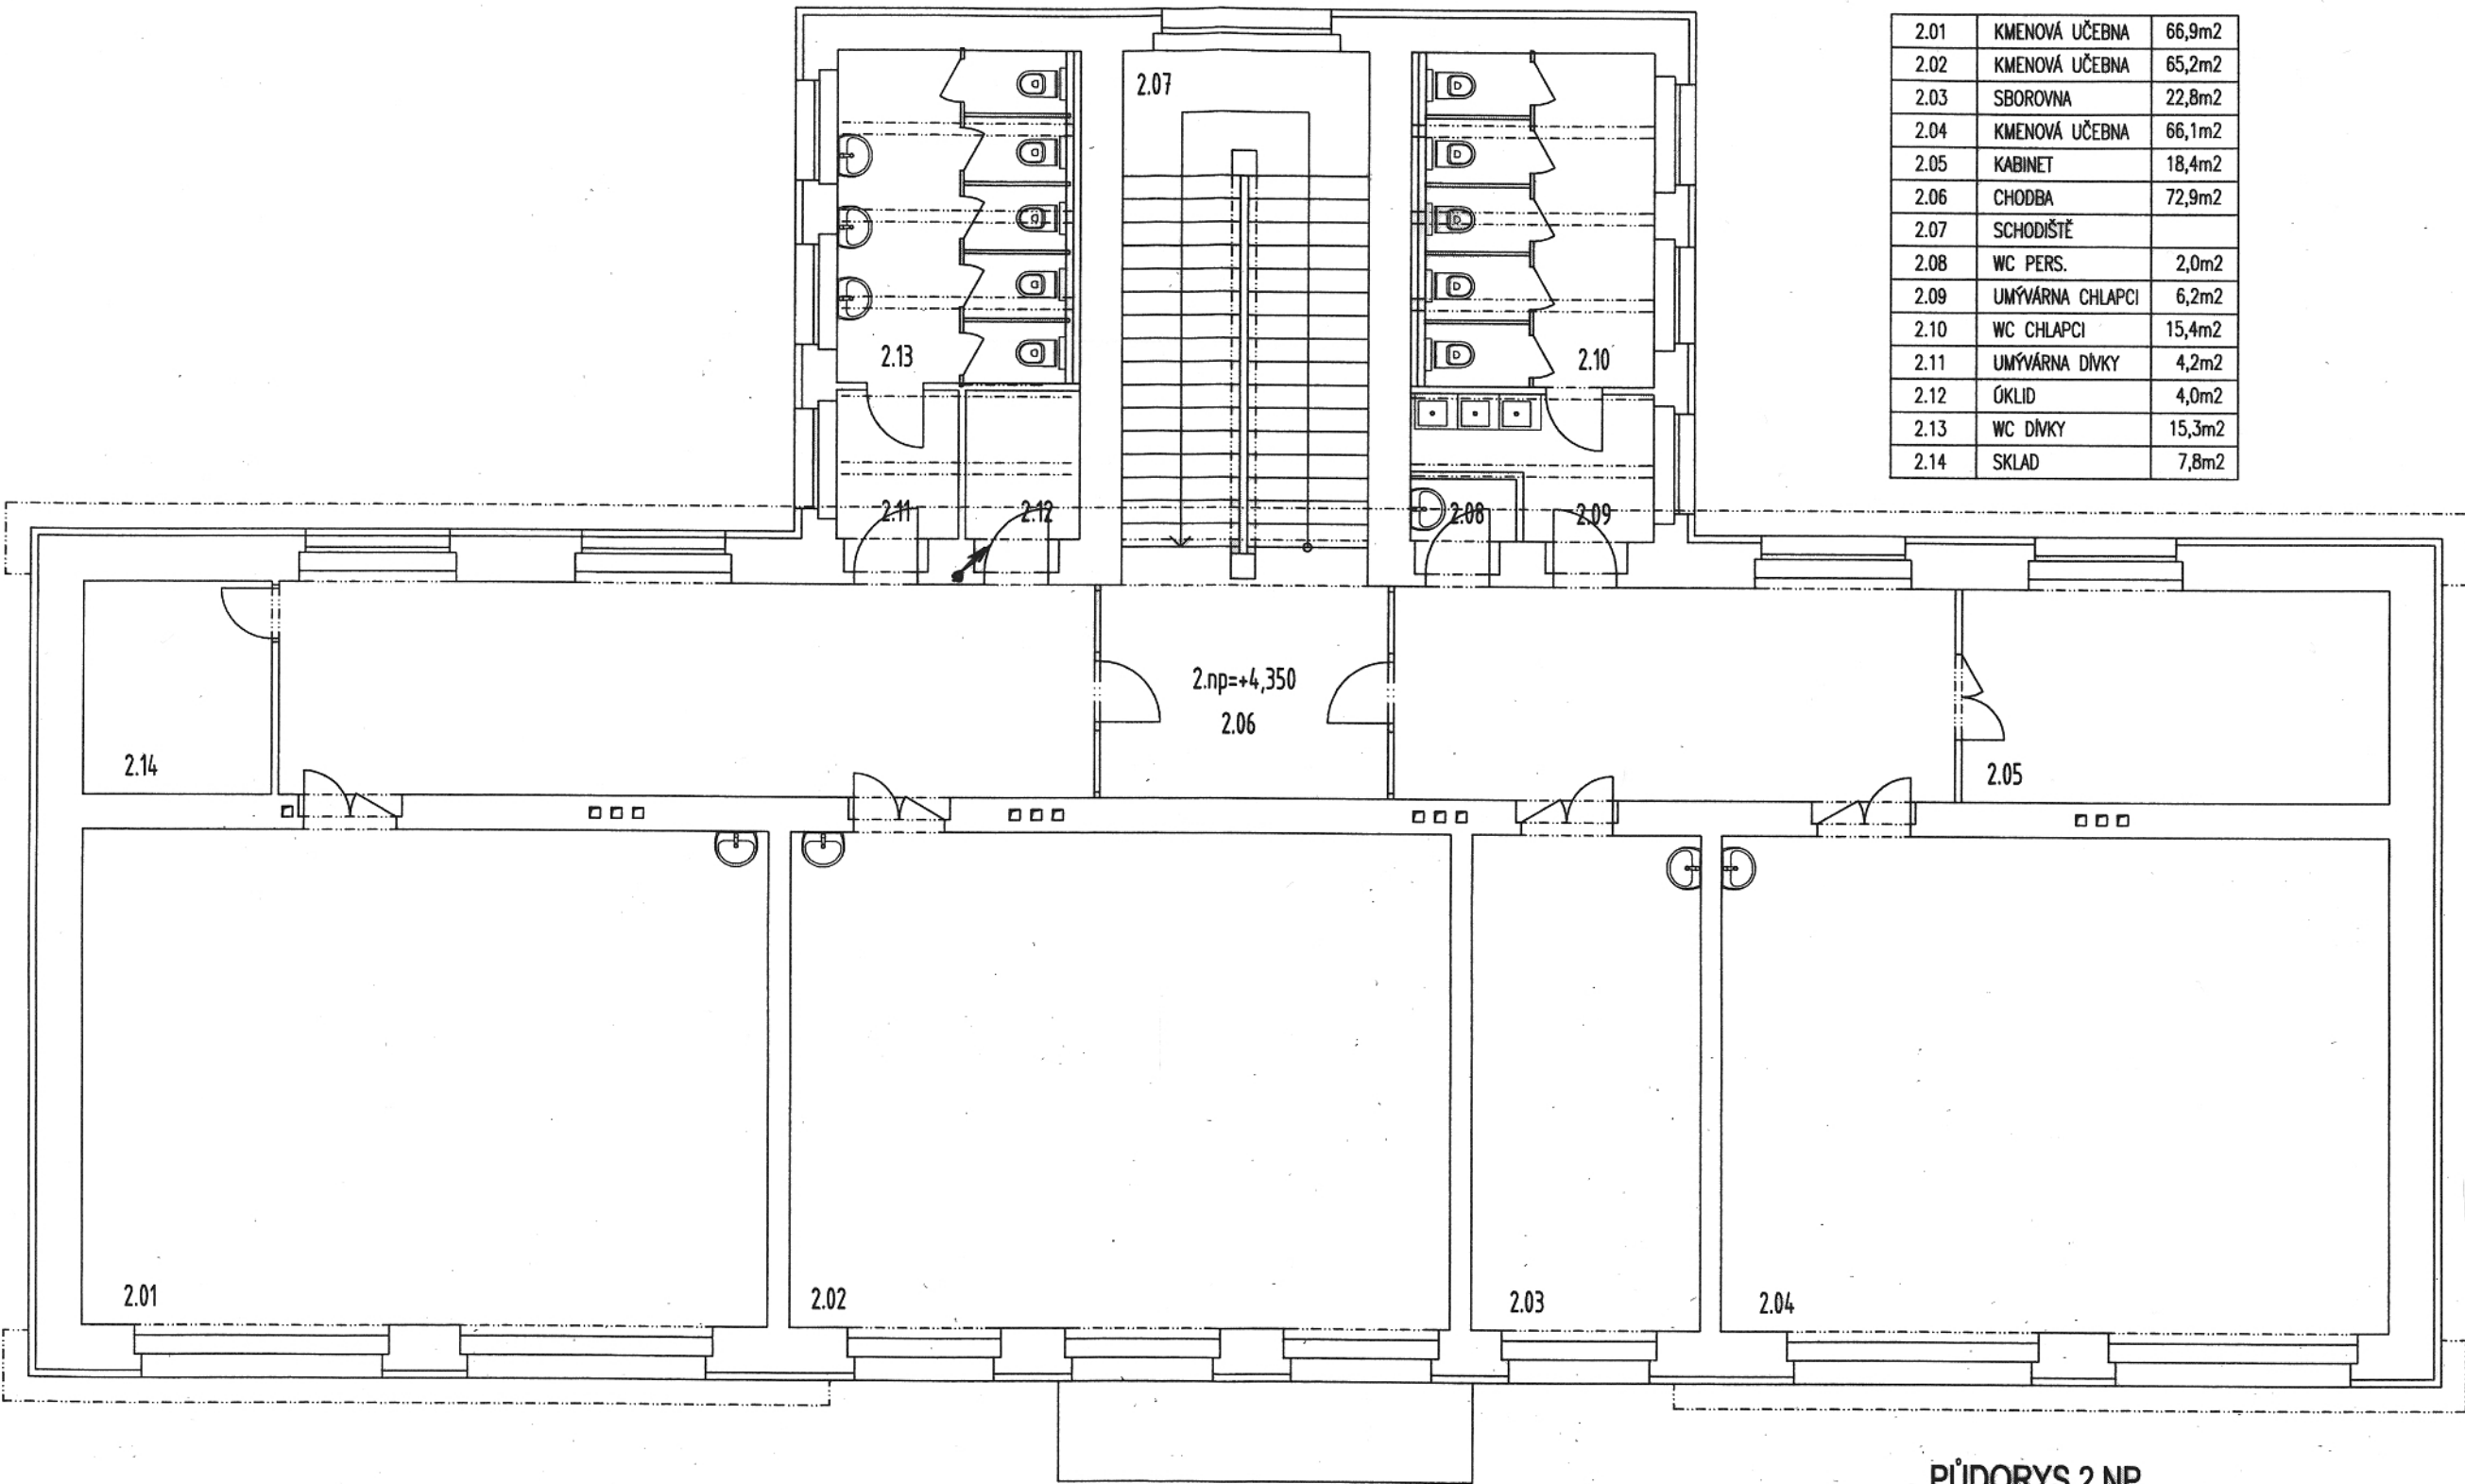 2.01 KMENOVÁ UČEBNA 66,9m2
2.02 KMENOVÁ UČEBNA 65,2m2
2.03 SBOROVNA 22,8m2
2.04 KMENOVÁ UČEBNA 66,1m2
2.05 KABINET 18,4m2
2.06 CHODBA 72,9m2
2.07 SCHODIŠTĚ
2.08 WC PERS. 2,0m2
2.09 UMÝVÁRNA CHLAPCI 6,2m2
2.10 WC CHLAPCI 15,4m2
2.11 UMÝVÁRNA DÍVKY 4,2m2
2.12 ÚKLID 4,0m2
2.13 WC DÍVKY 15,3m2
2.14 SKLAD 7,8m2
2.07
2.13
2.10
2.11
2.12
2.08
2.09
2.np=+4,350
2.06
2.14
2.05
2.01
2.02
2.03
2.04
PŮDORYS 2.NP